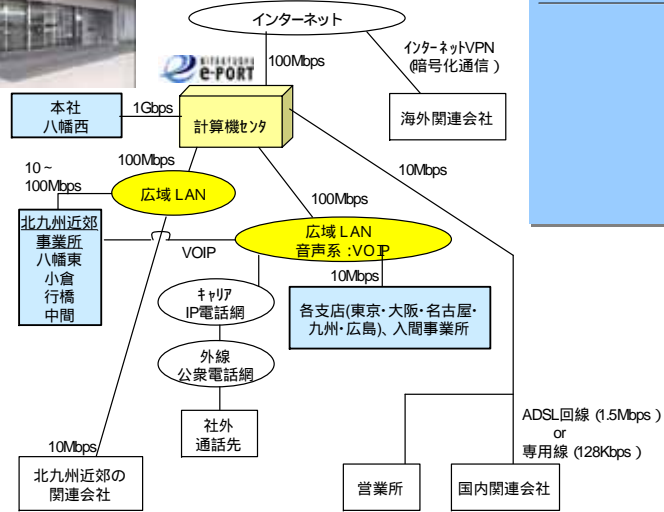 インターネット
KITAKYUSHU
e-PORT
100Mbps
インターネットVPN
(暗号化通信)
本社
八幡西
1Gbps
計算機センタ
海外関連会社
10~
100Mbps
100Mbps
10Mbps
広域 LAN
100Mbps
北九州近郊
事業所
八幡東
小倉
行橋
中間
VOIP
広域 LAN
音声系:VOIP
10Mbps
キャリア
IP電話網
各支店(東京・大阪・名古屋・
九州・広島)、入間事業所
外線
公衆電話網
社外
通話先
ADSL回線 (1.5Mbps)
or
専用線 (128Kbps)
10Mbps
北九州近郊の
関連会社
営業所
国内関連会社